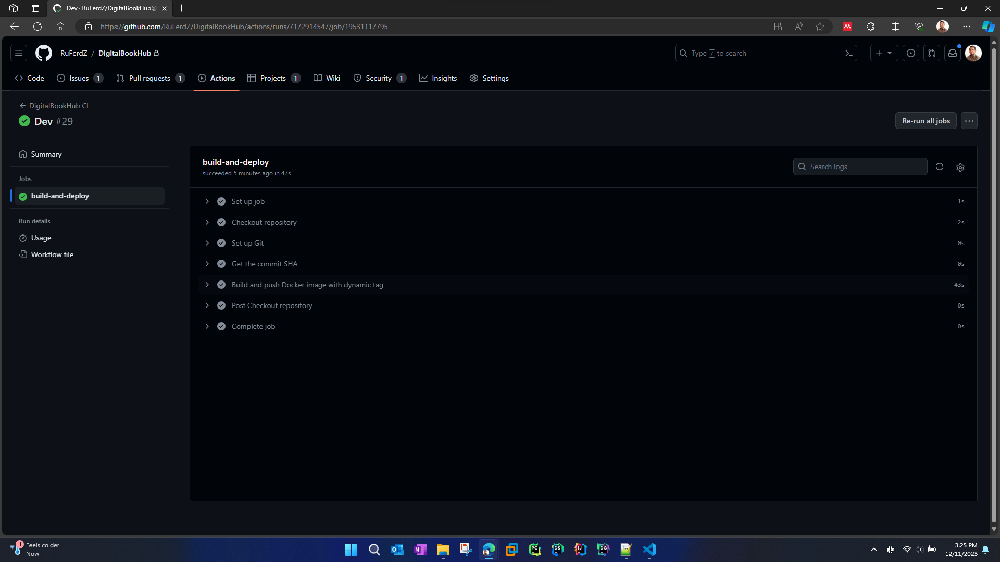 Dev · RuFerdZ/DigitalBookHub@
https://github.com/RuFerdZ/DigitalBookHub/actions/runs/7172914547/job/19531117795
RuFerdZ / DigitalBookHub
Type / to search
Code
Issues 1
Pull requests 1
Actions
Projects 1
Wiki
Security 1
Insights
Settings
DigitalBookHub CI
Dev #29
Re-run all jobs
Summary
Jobs
build-and-deploy
Run details
Usage
Workflow file
build-and-deploy
succeeded 5 minutes ago in 47s
Search logs
Set up job 1s
Checkout repository 2s
Set up Git 0s
Get the commit SHA 0s
Build and push Docker image with dynamic tag 43s
Post Checkout repository 0s
Complete job 0s
1
Feels colder
Now
N
PC
DS
IJ
DG
3:25 PM
12/11/2023